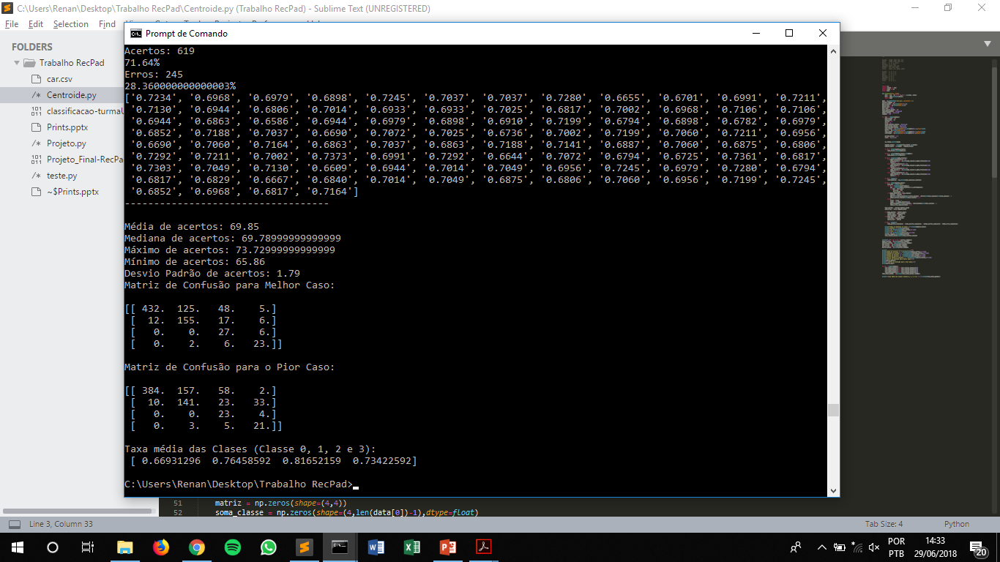 C:\Users\Renan\Desktop\Trabalho RecPad\Centroide.py (Trabalho RecPad) - Sublime Text (UNREGISTERED)
File Edit Selection Find
Prompt de Comando
FOLDERS
Trabalho RecPad
car.csv
Centroide.py
classificacao-turmaU
Prints.pptx
Projeto.py
Projeto_Final-RecPa
teste.py
~$Prints.pptx
Acertos: 619
71.64%
Erros: 245
28.360000000000003%
['0.7234', '0.6968', '0.6979', '0.6898', '0.7245', '0.7037', '0.7037', '0.7280', '0.6655', '0.6701', '0.6991', '0.7211',
'0.7130', '0.6944', '0.6806', '0.7014', '0.6933', '0.6933', '0.7025', '0.6817', '0.7002', '0.6968', '0.7106', '0.7106',
'0.6944', '0.6863', '0.6586', '0.6944', '0.6979', '0.6898', '0.6910', '0.7199', '0.6794', '0.6898', '0.6782', '0.6979',
'0.6852', '0.7188', '0.7037', '0.6690', '0.7072', '0.7025', '0.6736', '0.7002', '0.7199', '0.7060', '0.7211', '0.6956',
'0.6690', '0.7060', '0.7164', '0.6863', '0.7037', '0.6863', '0.7188', '0.7141', '0.6887', '0.7060', '0.6875', '0.6806',
'0.7292', '0.7211', '0.7002', '0.7373', '0.6991', '0.7292', '0.6644', '0.7072', '0.6794', '0.6725', '0.7361', '0.6817',
'0.7303', '0.7049', '0.7130', '0.6609', '0.6944', '0.7014', '0.7049', '0.6956', '0.7245', '0.6979', '0.7280', '0.6794',
'0.6817', '0.6829', '0.6667', '0.6840', '0.7014', '0.7049', '0.6875', '0.6806', '0.7060', '0.6956', '0.7199', '0.7245',
'0.6852', '0.6968', '0.6817', '0.7164']
-----------------------------------
Média de acertos: 69.85
Mediana de acertos: 69.78999999999999
Máximo de acertos: 73.72999999999999
Mínimo de acertos: 65.86
Desvio Padrão de acertos: 1.79
Matriz de Confusão para Melhor Caso:
[[ 432. 125. 48. 5.]
[ 12. 155. 17. 6.]
[ 0. 0. 27. 6.]
[ 0. 2. 6. 23.]]
Matriz de Confusão para o Pior Caso:
[[ 384. 157. 58. 2.]
[ 10. 141. 23. 33.]
[ 0. 0. 23. 4.]
[ 0. 3. 5. 21.]]
Taxa média das Clases (Classe 0, 1, 2 e 3):
[ 0.66931296 0.76458592 0.81652159 0.73422592]
C:\Users\Renan\Desktop\Trabalho RecPad>
51 matriz = np.zeros(shape=(4,4))
52 soma_classe = np.zeros(shape=(4,len(data[0])-1),dtype=float)
Line 3, Column 33
Tab Size: 4
Python
POR
PTB
14:33
29/06/2018
20